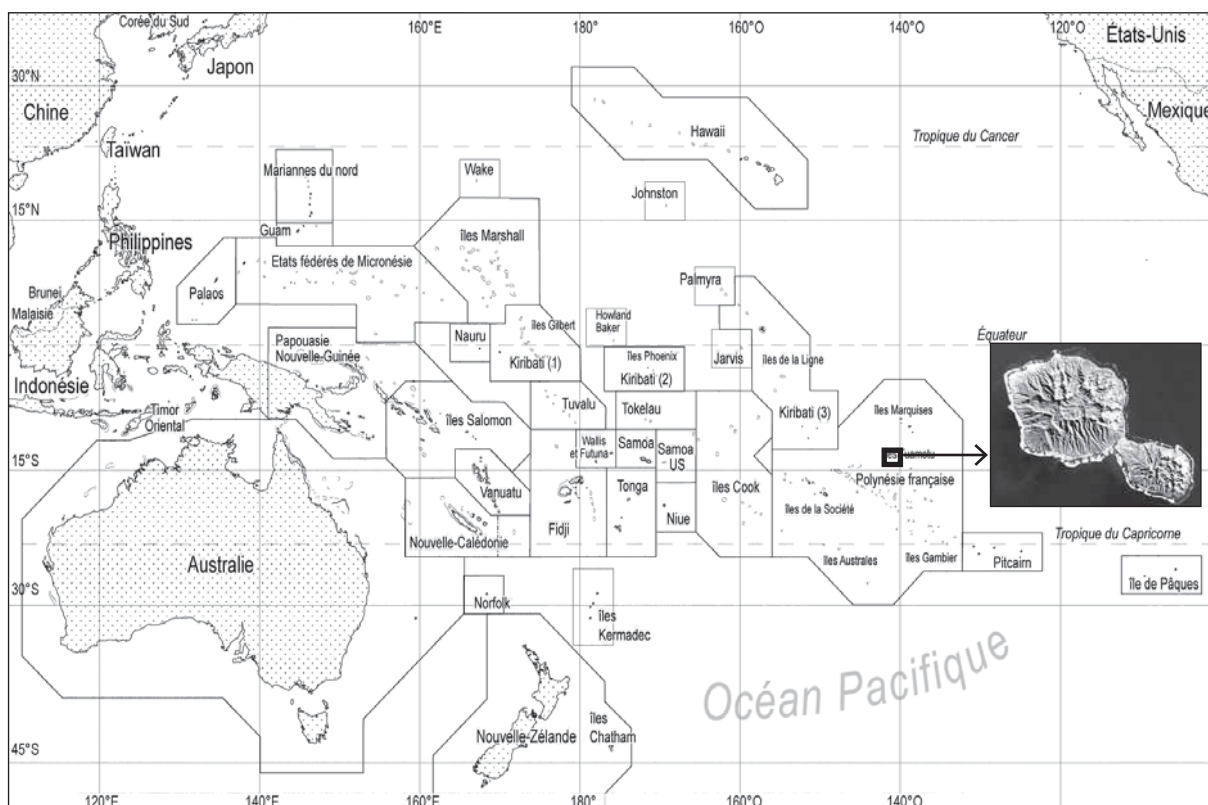 Corée du Sud
160°E
180°
160°O
140°O
120°O
États-Unis
Japon
30°N
Chine
Mexique
Hawaii
Tropique du Cancer
Taïwan
Mariannes du nord
Wake
Johnston
15°N
Guam
Philippines
îles Marshall
Etats fédérés de Micronésie
Palmyra
Palaos
Brunei
Malaisie
Howland
Baker
îles Gilbert
Nauru
Équateur
Papouasie
Nouvelle-Guinée
Kiribati (1)
îles Phoenix
Kiribati (2)
Jarvis
îles de la Ligne
Indonésie
Timor
Oriental
Tuvalu
Tokelau
Kiribati (3)
îles Marquises
îles Salomon
Wallis
et Futuna
Samoa
Samoa
US
15°S
Vanuatu
Tonga
îles Cook
Polynésie française
îles de la Société
Fidji
Niue
Nouvelle-Calédonie
Tropique du Capricorne
Australie
îles Australes
îles Gambier
Pitcairn
île de Pâques
30°S
Norfolk
îles
Kermadec
Océan Pacifique
Nouvelle-Zélande
îles
Chatham
45°S
120°E
140°E
160°E
180°
160°O
140°O